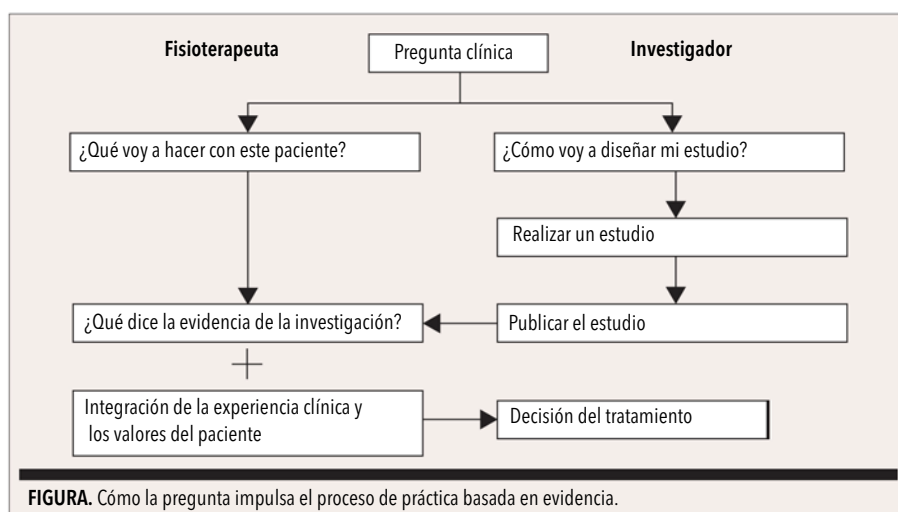 Fisioterapeuta
Pregunta clínica
Investigador
¿Qué voy a hacer con este paciente?
¿Cómo voy a diseñar mi estudio?
Realizar un estudio
¿Qué dice la evidencia de la investigación?
Publicar el estudio
+
Integración de la experiencia clínica y
los valores del paciente
Decisión del tratamiento
FIGURA. Cómo la pregunta impulsa el proceso de práctica basada en evidencia.